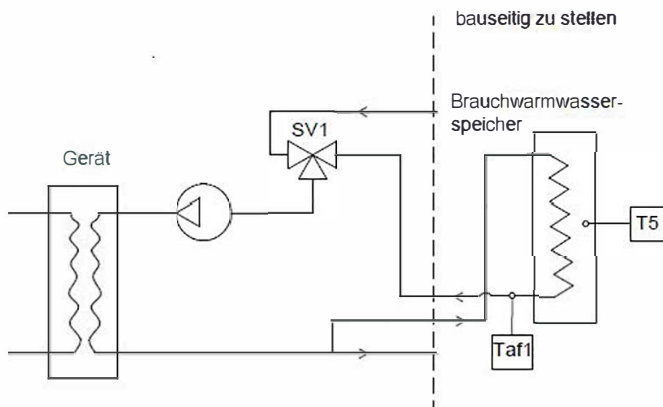 bauseitig zu stellen
Brauchwarmwasser-
speicher
SV1
Gerät
T5
Taf1